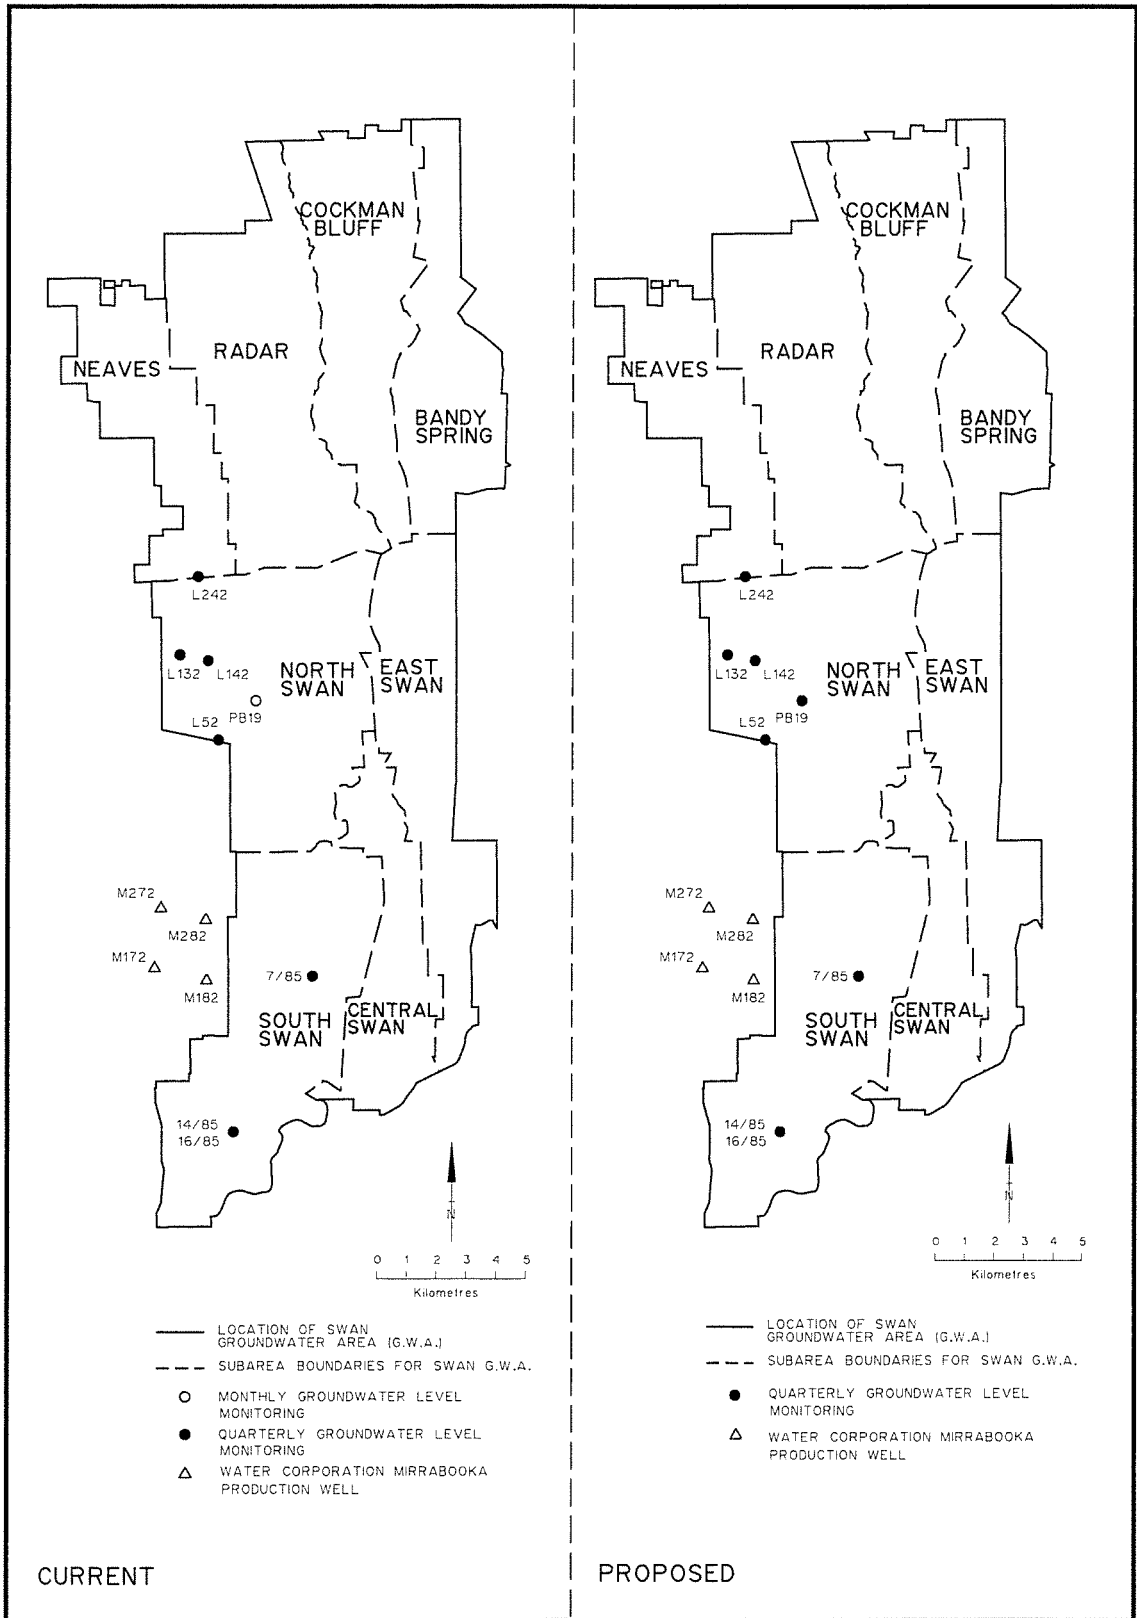 COCKMAN
BLUFF
RADAR
NEAVES
BANDY
SPRING
L242
L132
L142
NORTH
SWAN
EAST
SWAN
L52
PB19
M272
M282
M172
M182
7/85
SOUTH
SWAN
CENTRAL
SWAN
14/85
16/85
N
0 1 2 3 4 5
Kilometres
LOCATION OF SWAN
GROUNDWATER AREA (G.W.A.)
SUBAREA BOUNDARIES FOR SWAN G.W.A.
MONTHLY GROUNDWATER LEVEL
MONITORING
QUARTERLY GROUNDWATER LEVEL
MONITORING
WATER CORPORATION MIRRABOOKA
PRODUCTION WELL
CURRENT
COCKMAN
BLUFF
RADAR
NEAVES
BANDY
SPRING
L242
L132
L142
NORTH
SWAN
EAST
SWAN
L52
PB19
M272
M282
M172
M182
7/85
SOUTH
SWAN
CENTRAL
SWAN
14/85
16/85
N
0 1 2 3 4 5
Kilometres
LOCATION OF SWAN
GROUNDWATER AREA (G.W.A.)
SUBAREA BOUNDARIES FOR SWAN G.W.A.
QUARTERLY GROUNDWATER LEVEL
MONITORING
WATER CORPORATION MIRRABOOKA
PRODUCTION WELL
PROPOSED